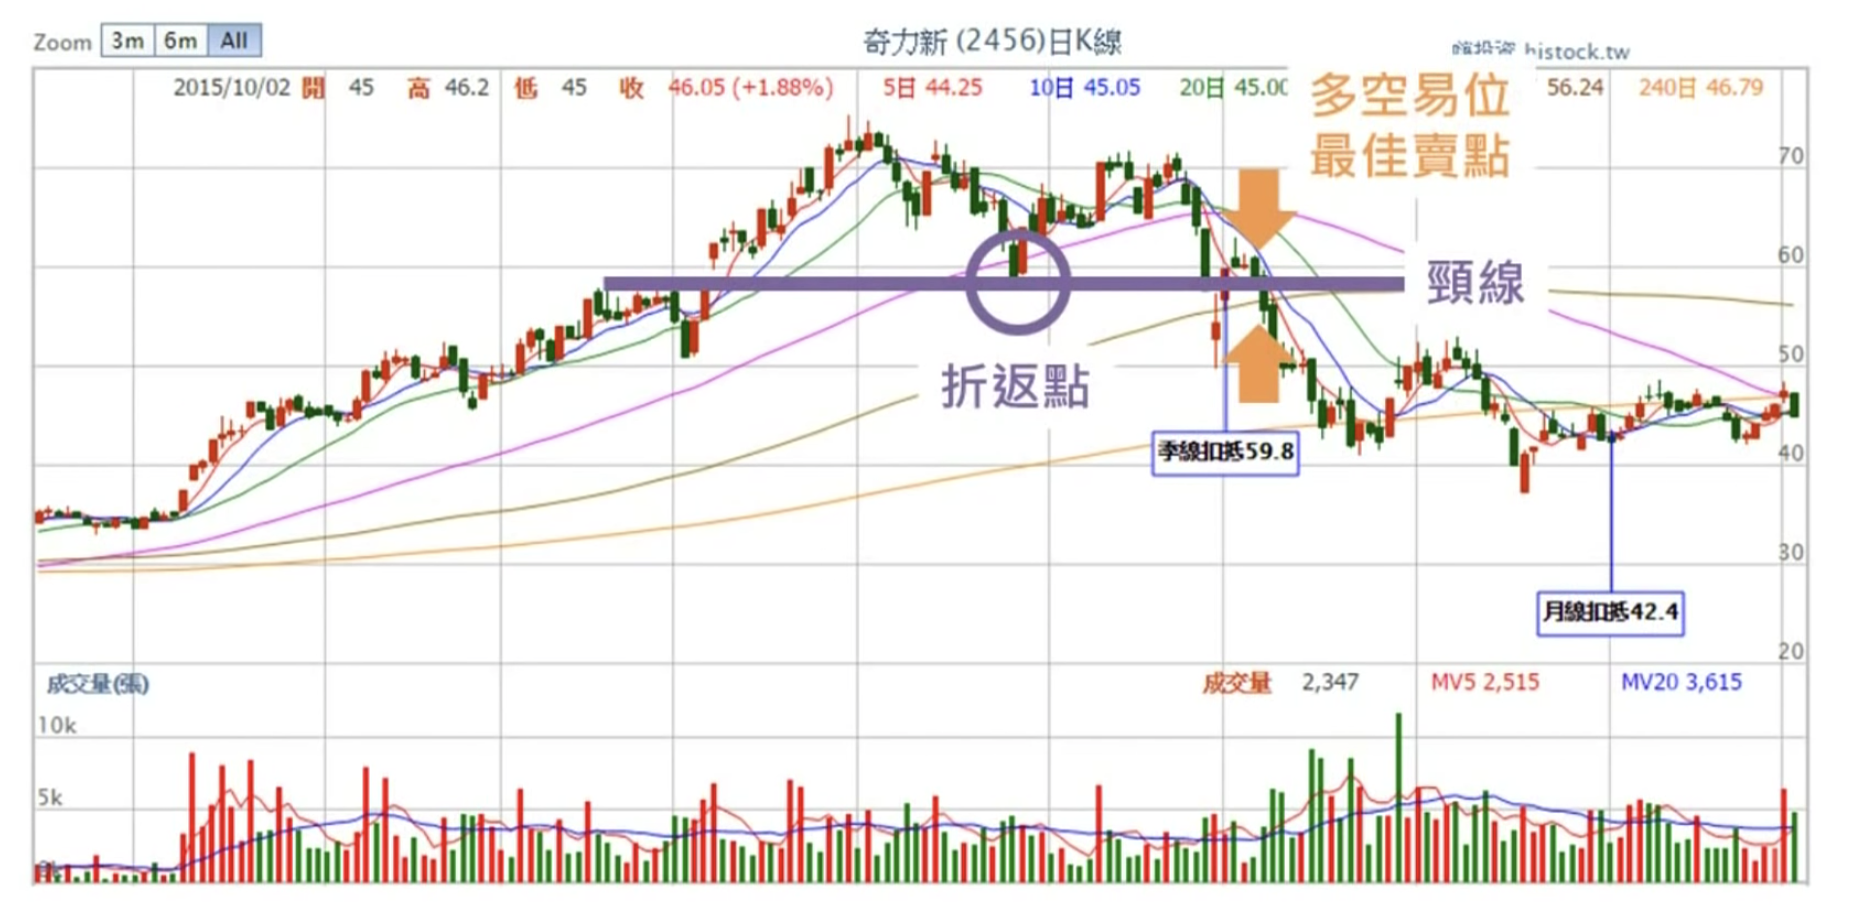 Zoom 3m 6m All
奇力新 (2456)日K線
histock.tw
2015/10/02 開 45 高 46.2 低 45 收 46.05 (+1.88%) 5日 44.25 10日 45.05 20日 45.00 56.24 240日 46.79
多空易位
最佳賣點
70
60
頸線
50
折返點
40
季線扣抵59.8
30
月線扣抵42.4
20
成交量(張) 成交量 2,347 MV5 2,515 MV20 3,615
10k
5k